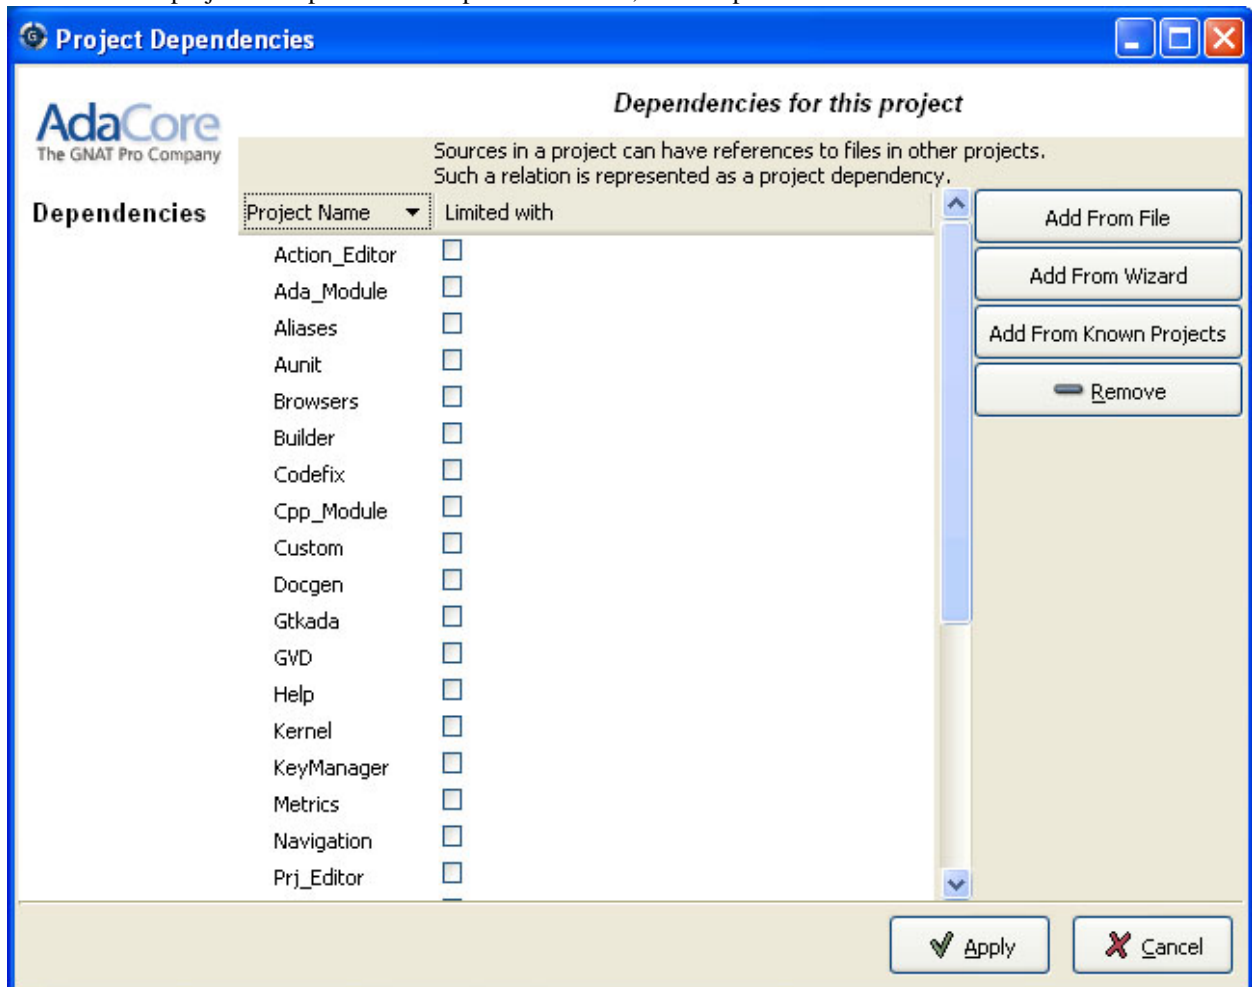 Project Dependencies
AdaCore
The GNAT Pro Company
Dependencies
Dependencies for this project
Sources in a project can have references to files in other projects.
Such a relation is represented as a project dependency.
Project Name Limited with
Action_Editor
Ada_Module
Aliases
Aunit
Browsers
Builder
Codefix
Cpp_Module
Custom
Docgen
Gtkada
GVD
Help
Kernel
KeyManager
Metrics
Navigation
Prj_Editor
Add From File
Add From Wizard
Add From Known Projects
Remove
Apply
Cancel